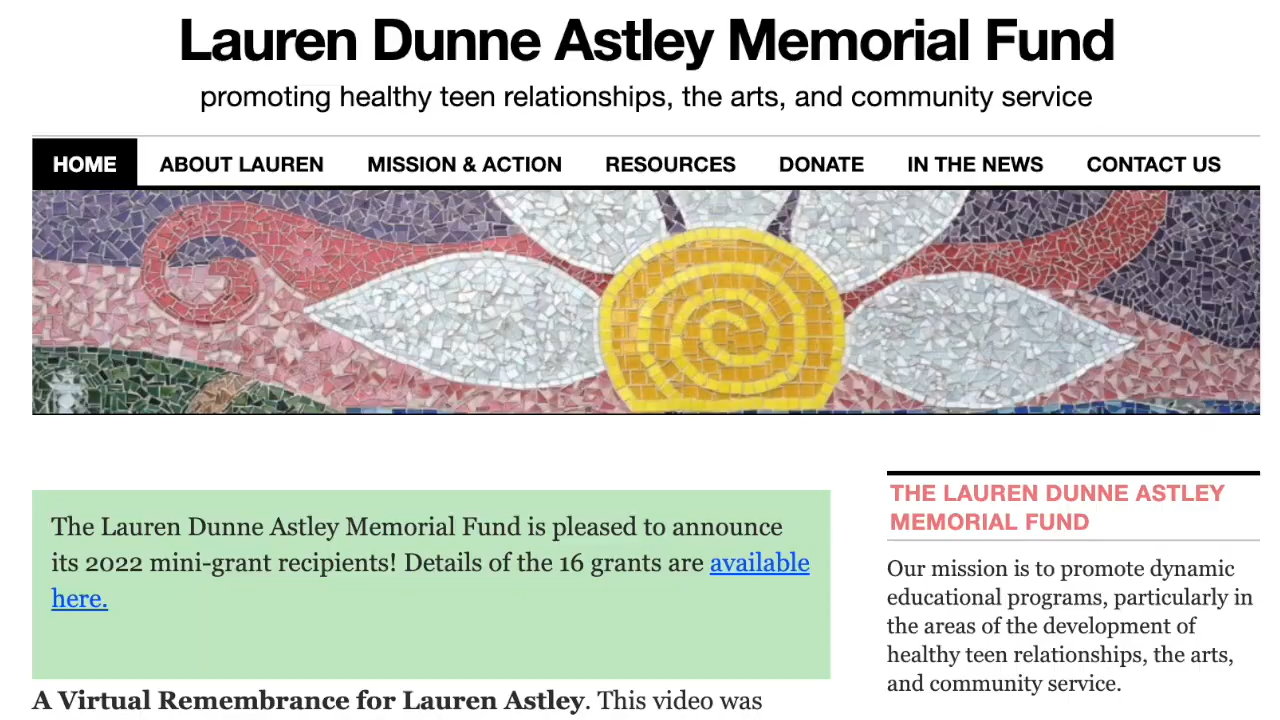 Lauren Dunne Astley Memorial Fund
promoting healthy teen relationships, the arts, and community service
HOME ABOUT LAUREN MISSION & ACTION RESOURCES DONATE IN THE NEWS CONTACT US
The Lauren Dunne Astley Memorial Fund is pleased to announce
its 2022 mini-grant recipients! Details of the 16 grants are available
here.
A Virtual Remembrance for Lauren Astley. This video was
THE LAUREN DUNNE ASTLEY
MEMORIAL FUND
Our mission is to promote dynamic
educational programs, particularly in
the areas of the development of
healthy teen relationships, the arts,
and community service.